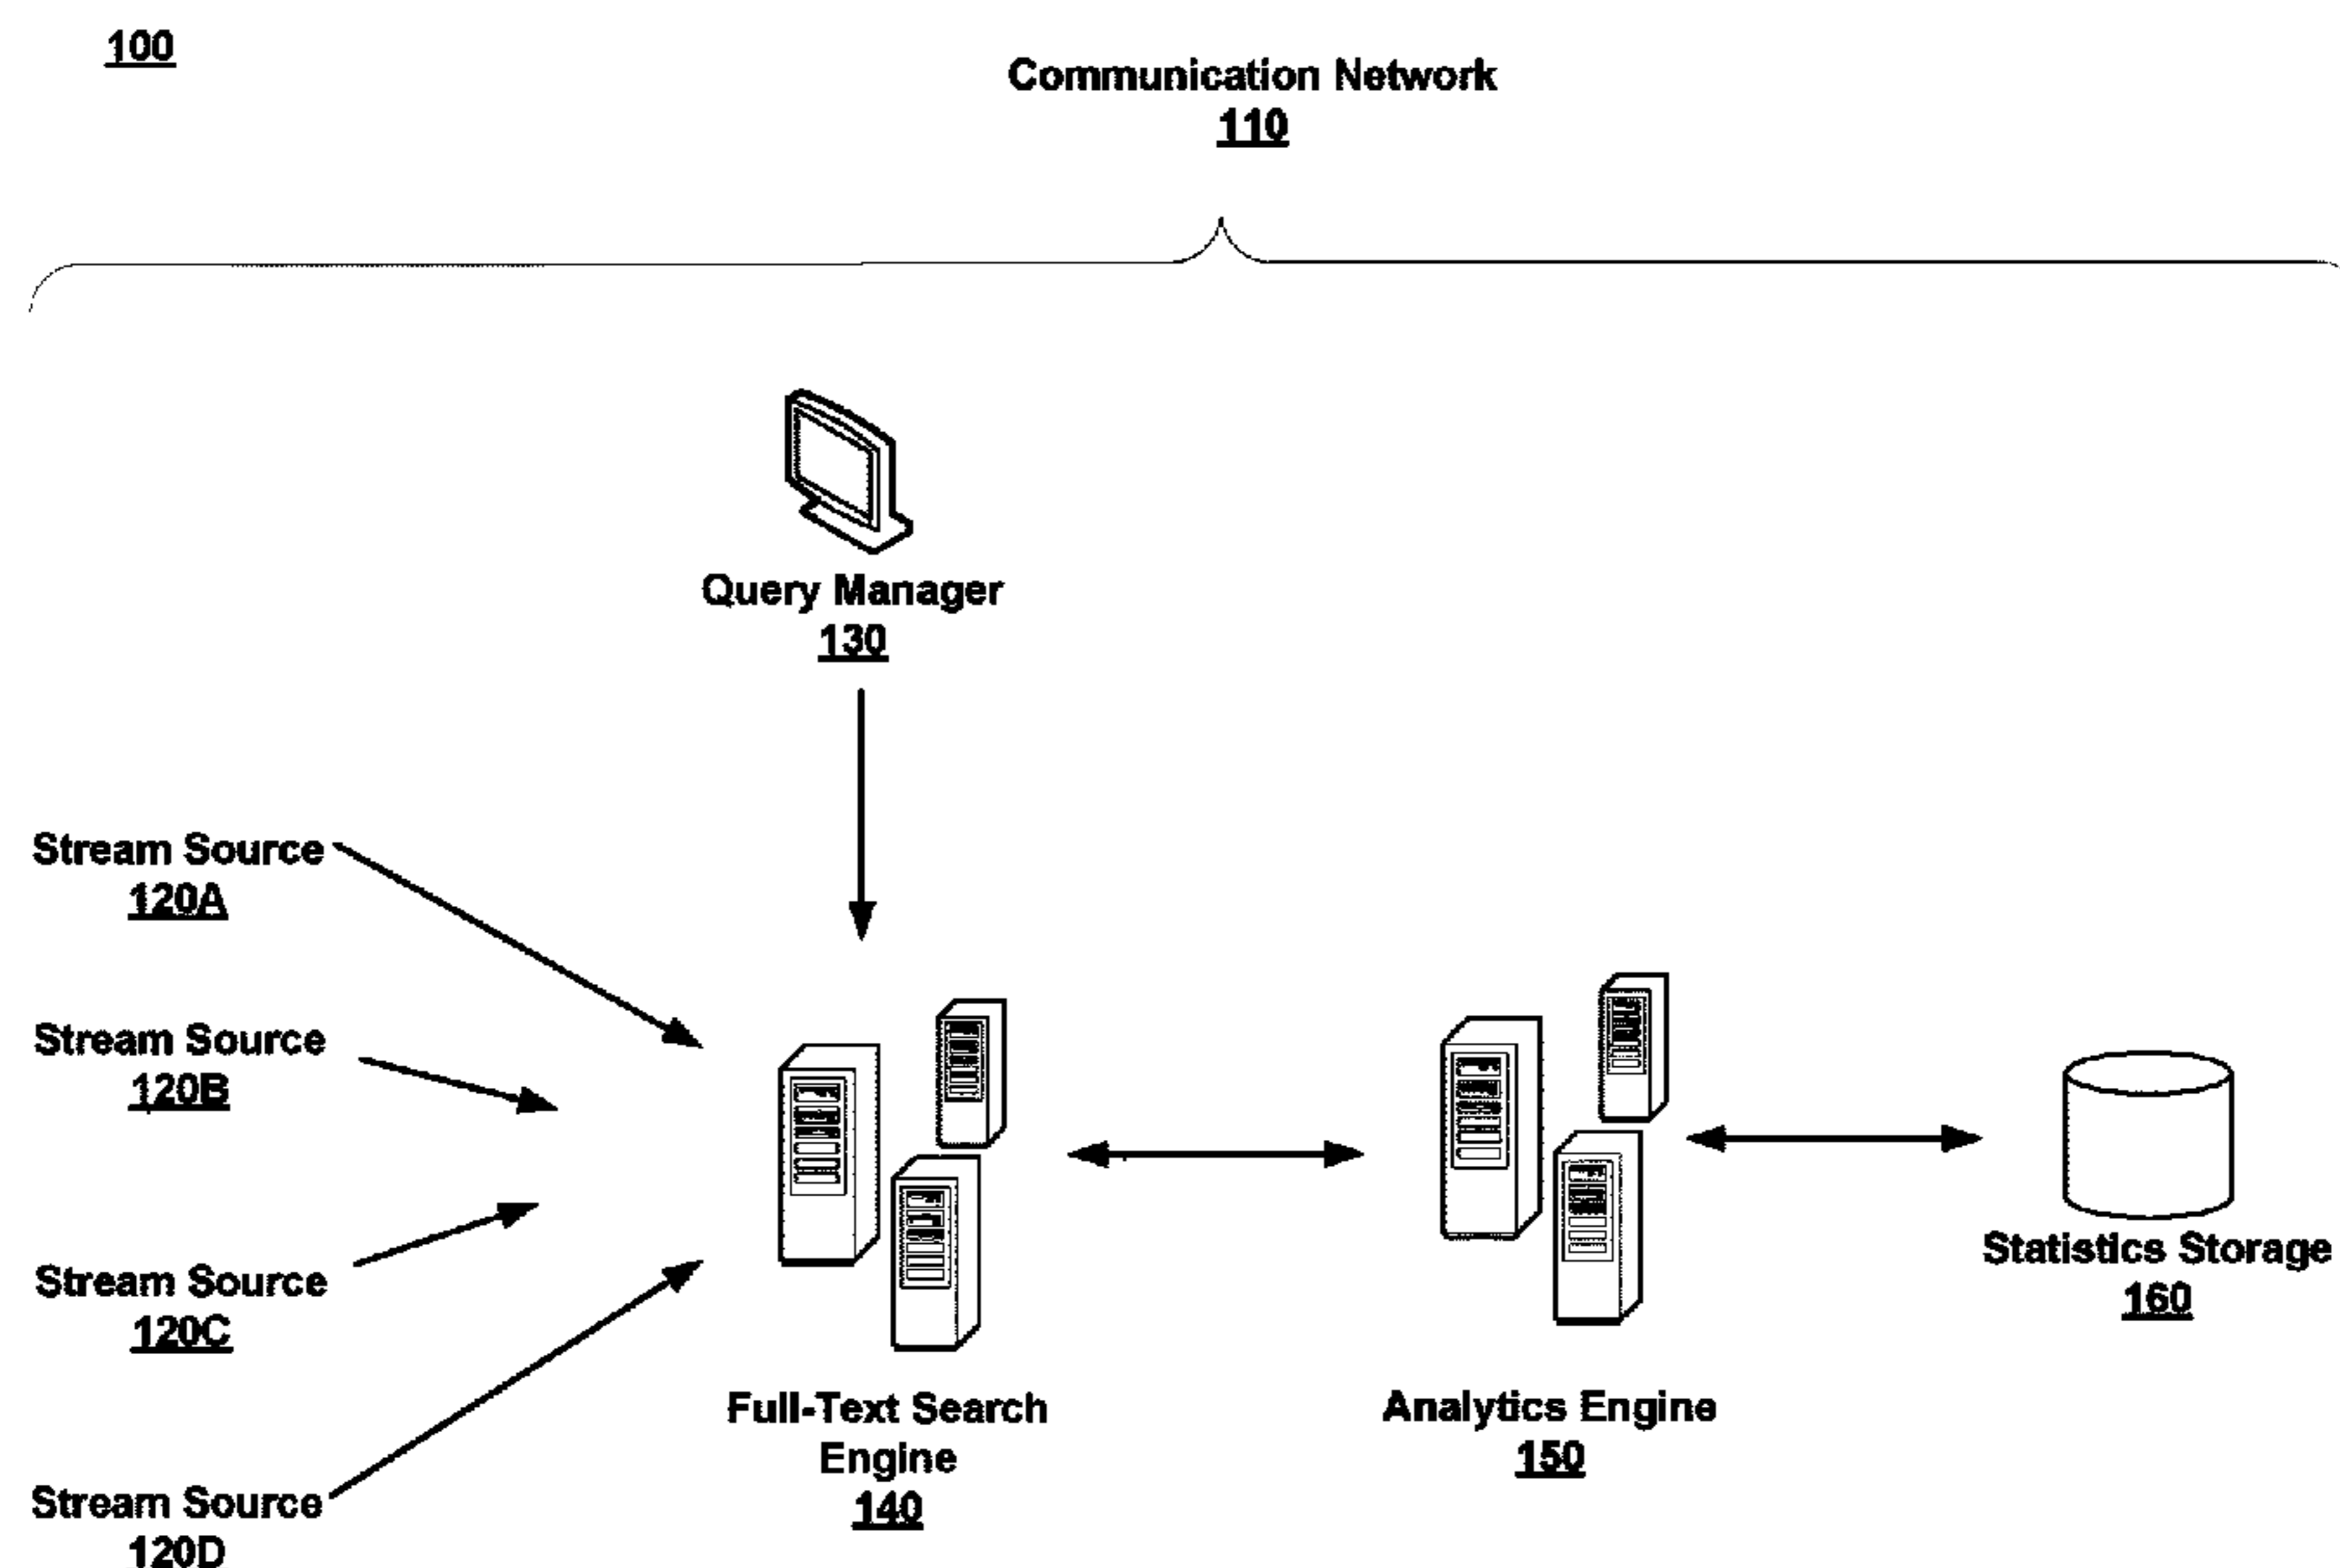 100
Communication Network
110
Query Manager
130
Stream Source
120A
Stream Source
120B
Stream Source
120C
Stream Source
120D
Full-Text Search
Engine
140
Analytics Engine
150
Statistics Storage
160